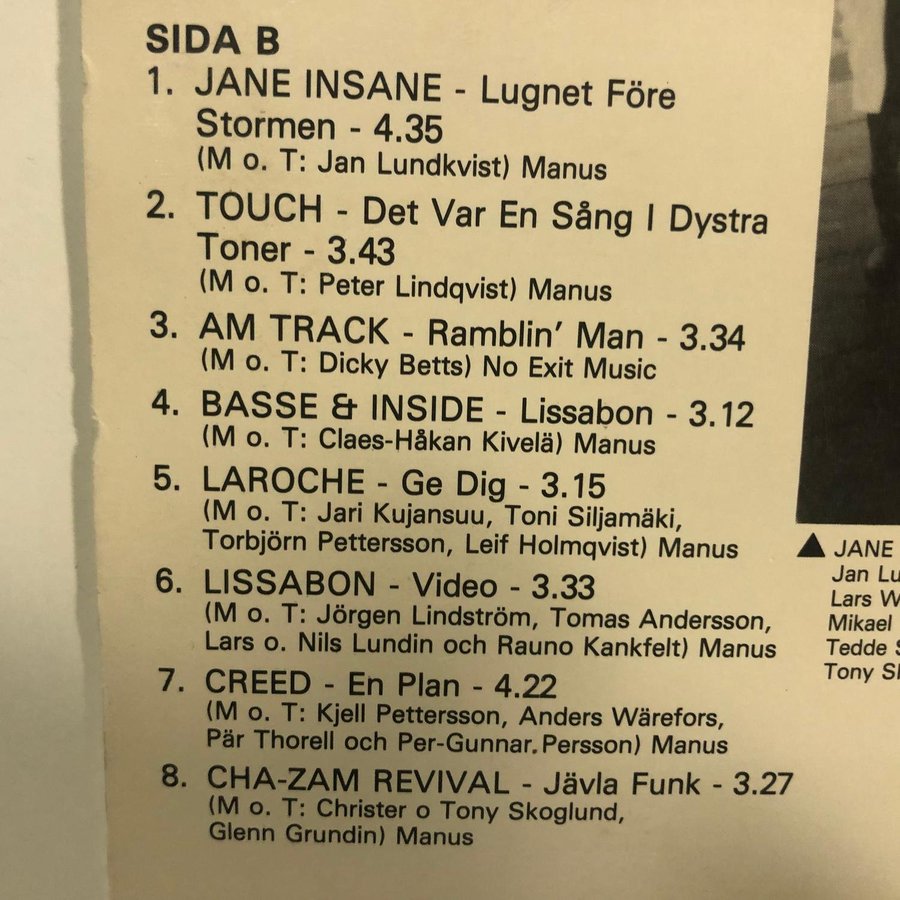 SIDA B
1. JANE INSANE - Lugnet Före
Stormen - 4.35
(M o. T: Jan Lundkvist) Manus
2. TOUCH - Det Var En Sång I Dystra
Toner - 3.43
(M o. T: Peter Lindqvist) Manus
3. AM TRACK - Ramblin' Man - 3.34
(M o. T: Dicky Betts) No Exit Music
4. BASSE & INSIDE - Lissabon - 3.12
(M o. T: Claes-Håkan Kivelä) Manus
5. LAROCHE - Ge Dig - 3.15
(M o. T: Jari Kujansuu, Toni Siljamäki,
Torbjörn Pettersson, Leif Holmqvist) Manus
6. LISSABON - Video - 3.33
(M o. T: Jörgen Lindström, Tomas Andersson,
Lars o. Nils Lundin och Rauno Kankfelt) Manus
7. CREED - En Plan - 4.22
(M o. T: Kjell Pettersson, Anders Wärefors,
Pär Thorell och Per-Gunnar. Persson) Manus
8. CHA-ZAM REVIVAL - Jävla Funk - 3.27
(M o. T: Christer o Tony Skoglund,
Glenn Grundin) Manus
▲ JANE
Jan
Lars
Mikael
Tedde
Tony